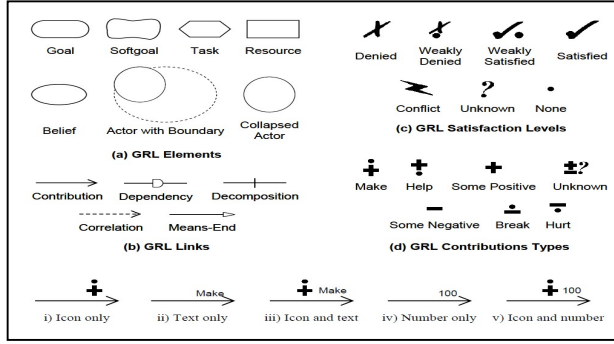 Goal Softgoal Task Resource
Belief Actor with Boundary Collapsed Actor
(a) GRL Elements
Contribution Dependency Decomposition
Correlation Means-End
(b) GRL Links
Denied Weakly Denied Weakly Satisfied Satisfied
Conflict Unknown None
(c) GRL Satisfaction Levels
Make Help Some Positive Unknown
Some Negative Break Hurt
(d) GRL Contributions Types
Make Make 100 100
i) Icon only ii) Text only iii) Icon and text iv) Number only v) Icon and number